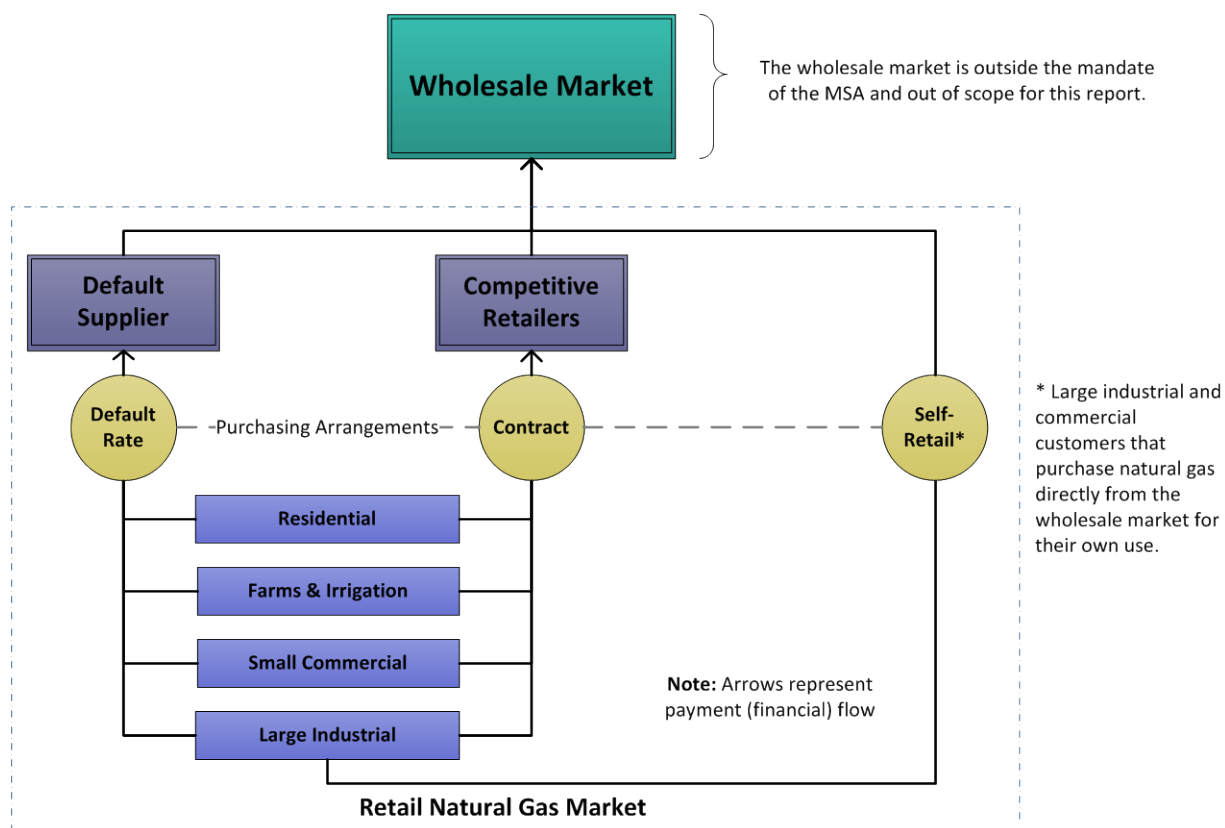 Wholesale Market
The wholesale market is outside the mandate
of the MSA and out of scope for this report.
Default
Supplier
Competitive
Retailers
Default
Rate
Purchasing Arrangements
Contract
Self-
Retail*
* Large industrial and
commercial
customers that
purchase natural gas
directly from the
wholesale market for
their own use.
Residential
Farms & Irrigation
Small Commercial
Large Industrial
Note: Arrows represent
payment (financial) flow
Retail Natural Gas Market